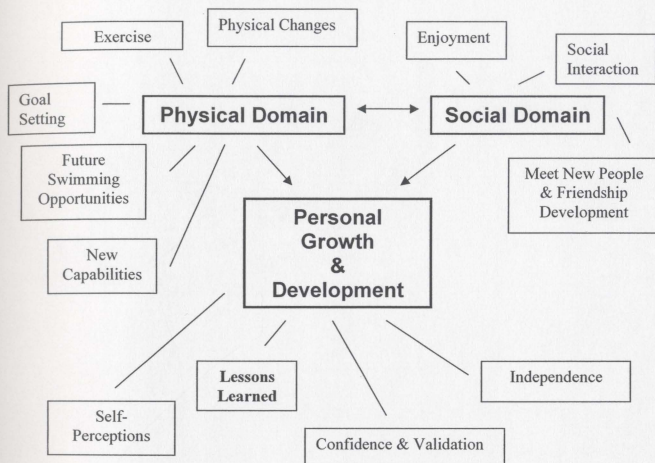 Exercise
Physical Changes
Enjoyment
Social
Interaction
Goal
Setting
Physical Domain
Social Domain
Future
Swimming
Opportunities
Meet New People
& Friendship
Development
Personal
Growth
&
Development
New
Capabilities
Lessons
Learned
Independence
Self-
Perceptions
Confidence & Validation